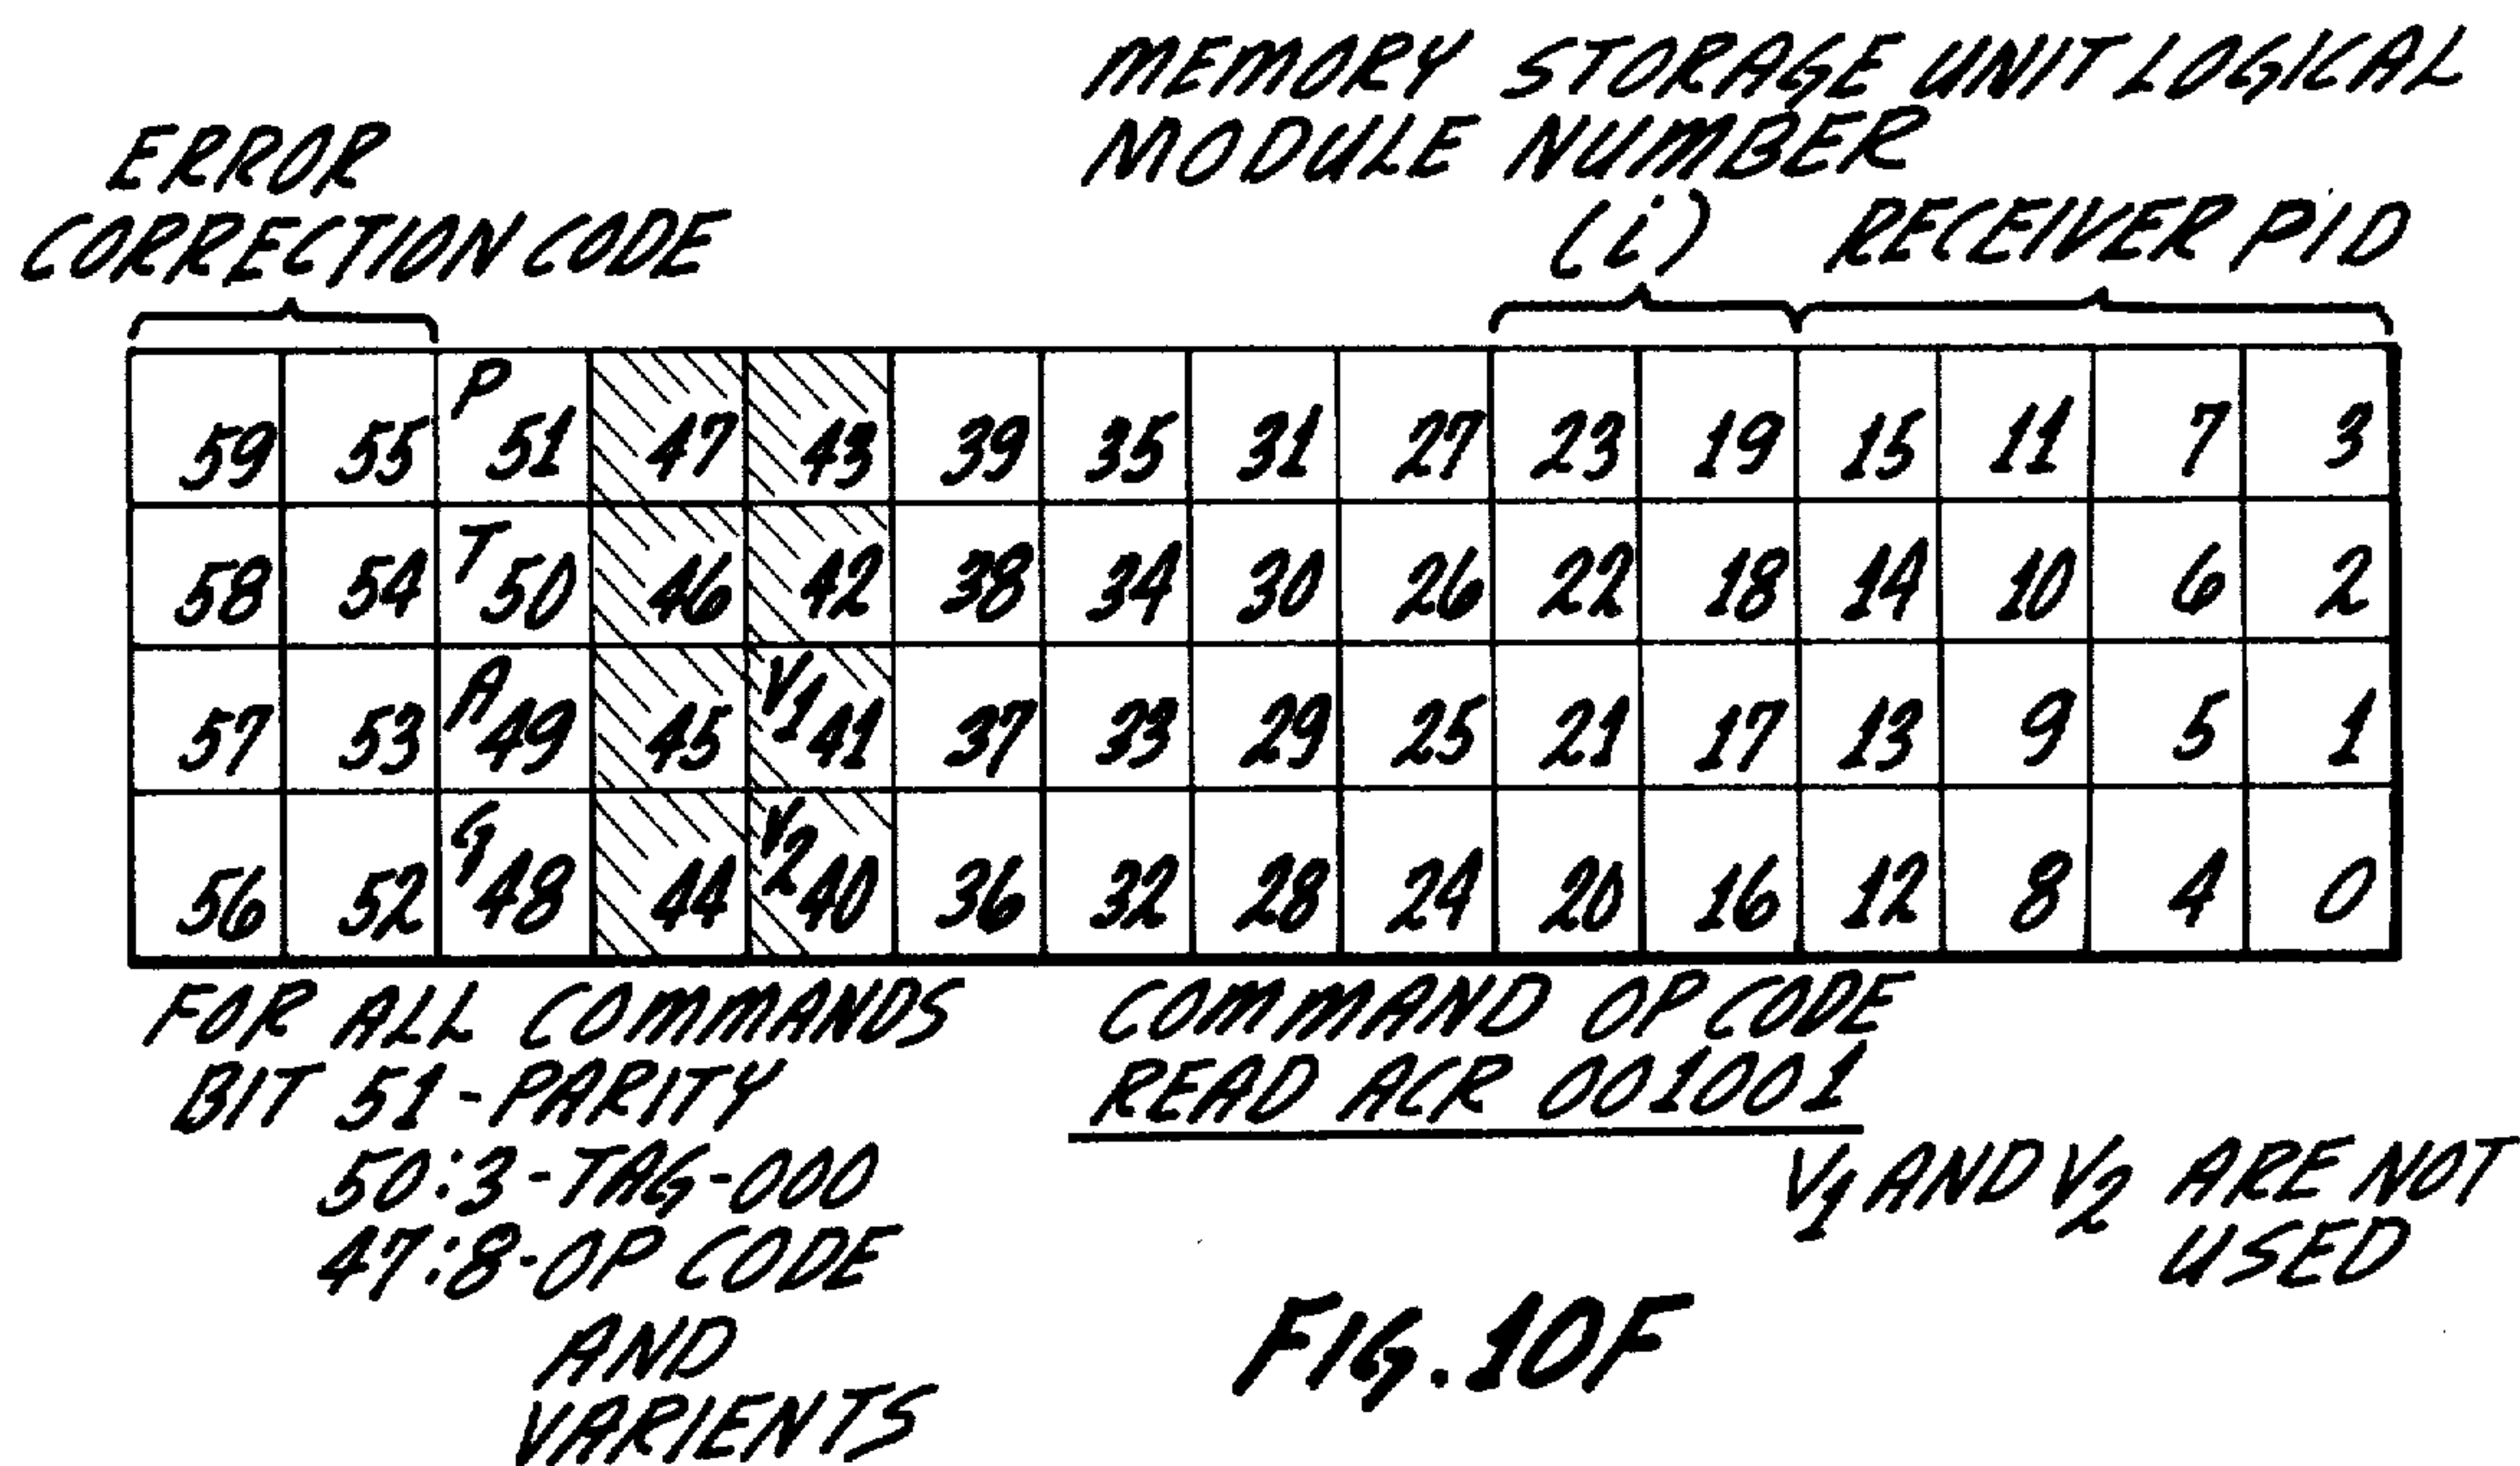 MEMORY STORAGE UNIT LOGICAL
MODULE NUMBER
(i) RECEIVER PID
ERROR
CORRECTION CODE
P
59 55 51 47 43 39 35 31 27 23 19 15 11 7 3
T
58 54 50 46 42 38 34 30 26 22 18 14 10 6 2
A V1
57 53 49 45 41 37 33 29 25 21 17 13 9 5 1
G V2
56 52 48 44 40 36 32 28 24 20 16 12 8 4 0
FOR ALL COMMANDS
BIT 51-PARITY
50:3-TAG-000
47:8-OP CODE
AND
VARIENTS
COMMAND OP CODE
READ ACR 001001
V1 AND V2 ARE NOT
USED
FIG.10F